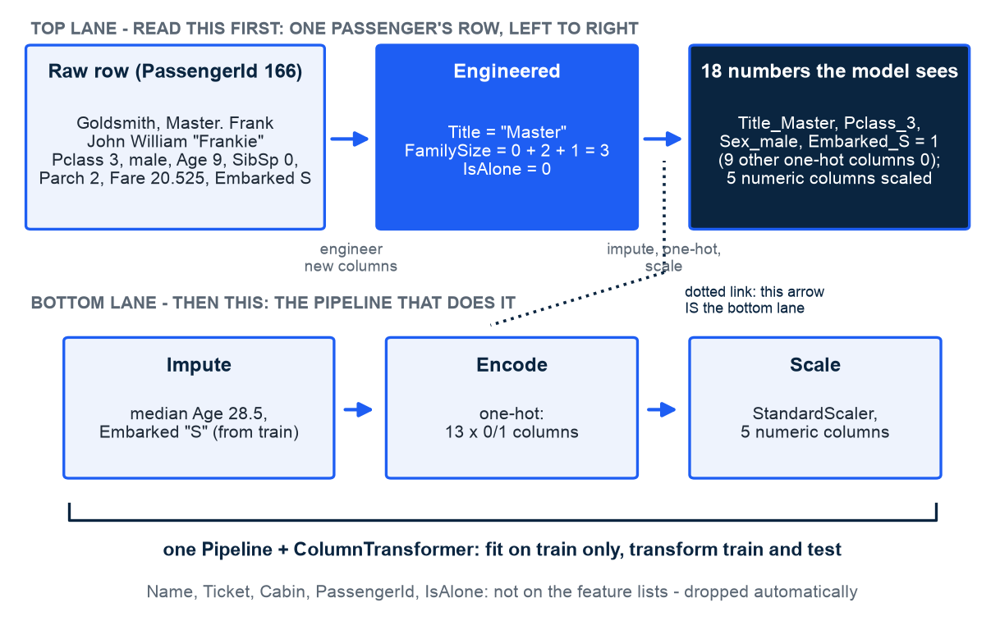 TOP LANE - READ THIS FIRST: ONE PASSENGER'S ROW, LEFT TO RIGHT
Raw row (PassengerId 166)
Goldsmith, Master. Frank
John William "Frankie"
Pclass 3, male, Age 9, SibSp 0,
Parch 2, Fare 20.525, Embarked S
Engineered
Title = "Master"
FamilySize = 0 + 2 + 1 = 3
IsAlone = 0
18 numbers the model sees
Title_Master, Pclass_3,
Sex_male, Embarked_S = 1
(9 other one-hot columns 0);
5 numeric columns scaled
engineer
new columns
impute, one-hot,
scale
dotted link: this arrow
IS the bottom lane
BOTTOM LANE - THEN THIS: THE PIPELINE THAT DOES IT
Impute
median Age 28.5,
Embarked "S" (from train)
Encode
one-hot:
13 x 0/1 columns
Scale
StandardScaler,
5 numeric columns
one Pipeline + ColumnTransformer: fit on train only, transform train and test
Name, Ticket, Cabin, PassengerId, IsAlone: not on the feature lists - dropped automatically